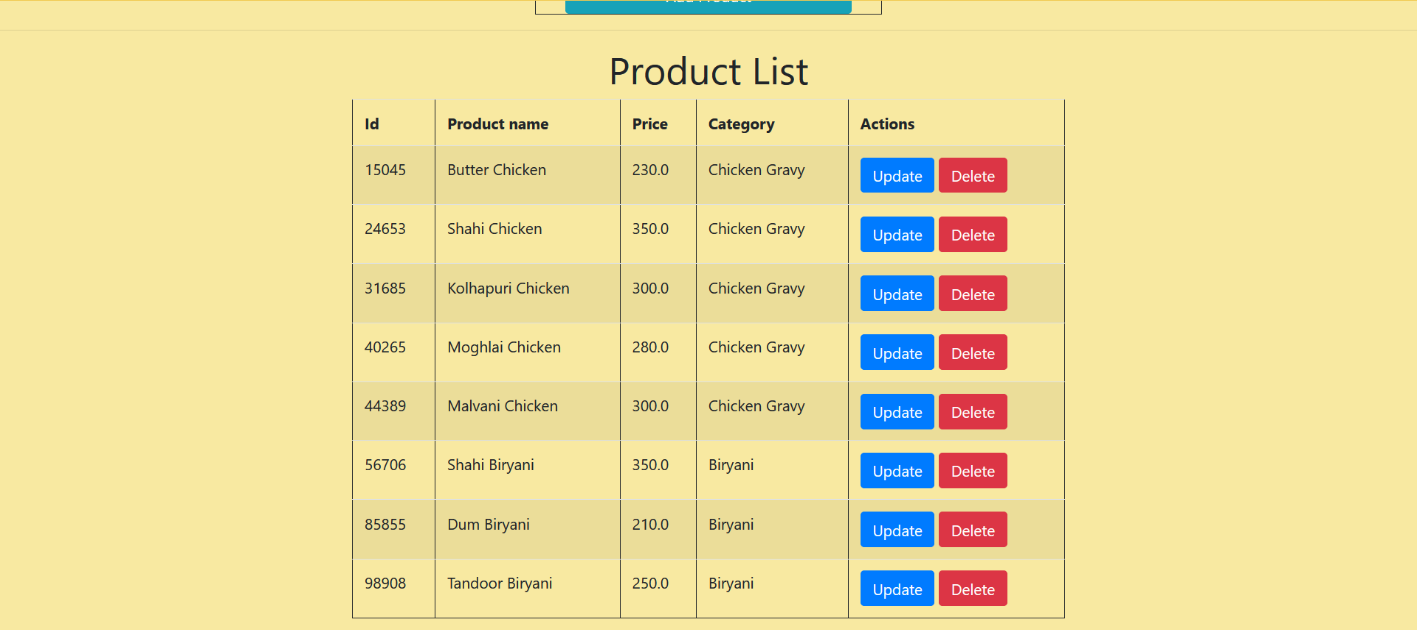 Product List
Id Product name Price Category Actions
15045 Butter Chicken 230.0 Chicken Gravy Update Delete
24653 Shahi Chicken 350.0 Chicken Gravy Update Delete
31685 Kolhapuri Chicken 300.0 Chicken Gravy Update Delete
40265 Moghlai Chicken 280.0 Chicken Gravy Update Delete
44389 Malvani Chicken 300.0 Chicken Gravy Update Delete
56706 Shahi Biryani 350.0 Biryani Update Delete
85855 Dum Biryani 210.0 Biryani Update Delete
98908 Tandoor Biryani 250.0 Biryani Update Delete